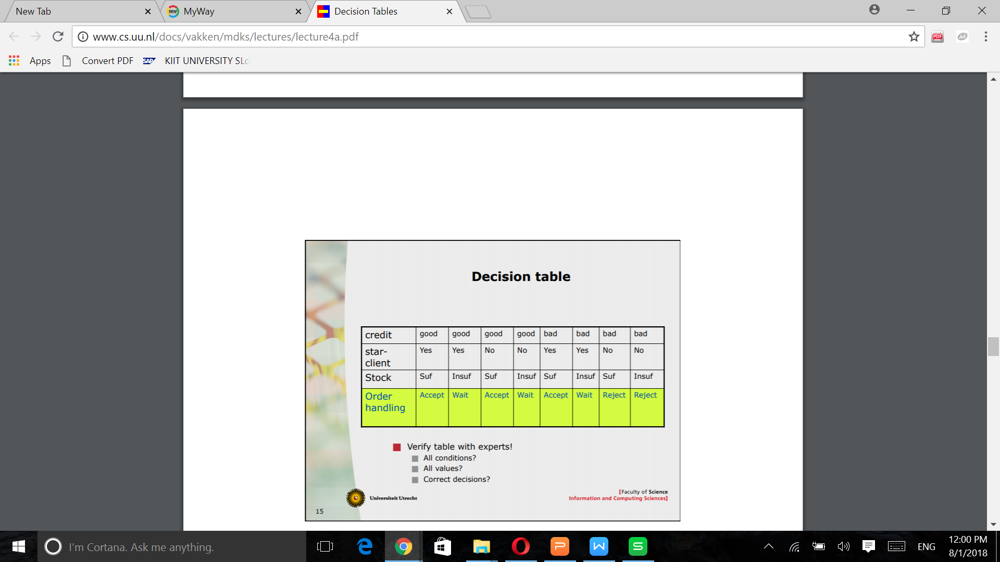 New Tab
MyWay
Decision Tables
www.cs.uu.nl/docs/vakken/mdks/lectures/lecture4a.pdf
PDF
Ask
Apps
Convert PDF
SAP
KIIT UNIVERSITY SLc
Decision table
credit good good good good bad bad bad bad
star- Yes Yes No No Yes Yes No No
client
Stock Suf Insuf Suf Insuf Suf Insuf Suf Insuf
Order Accept Wait Accept Wait Accept Wait Reject Reject
handling
Verify table with experts!
All conditions?
All values?
Correct decisions?
Universiteit Utrecht
[Faculty of Science
Information and Computing Sciences]
15
I'm Cortana. Ask me anything.
ENG
12:00 PM
8/1/2018